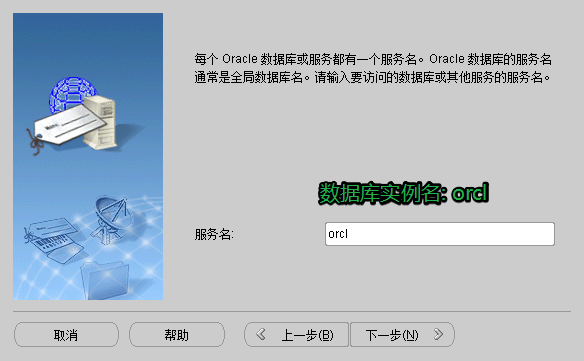 每个 Oracle 数据库或服务都有一个服务名。Oracle 数据库的服务名
通常是全局数据库名。请输入要访问的数据库或其他服务的服务名。
数据库实例名: orcl
服务名: orcl
取消 帮助 上一步(B) 下一步(N)